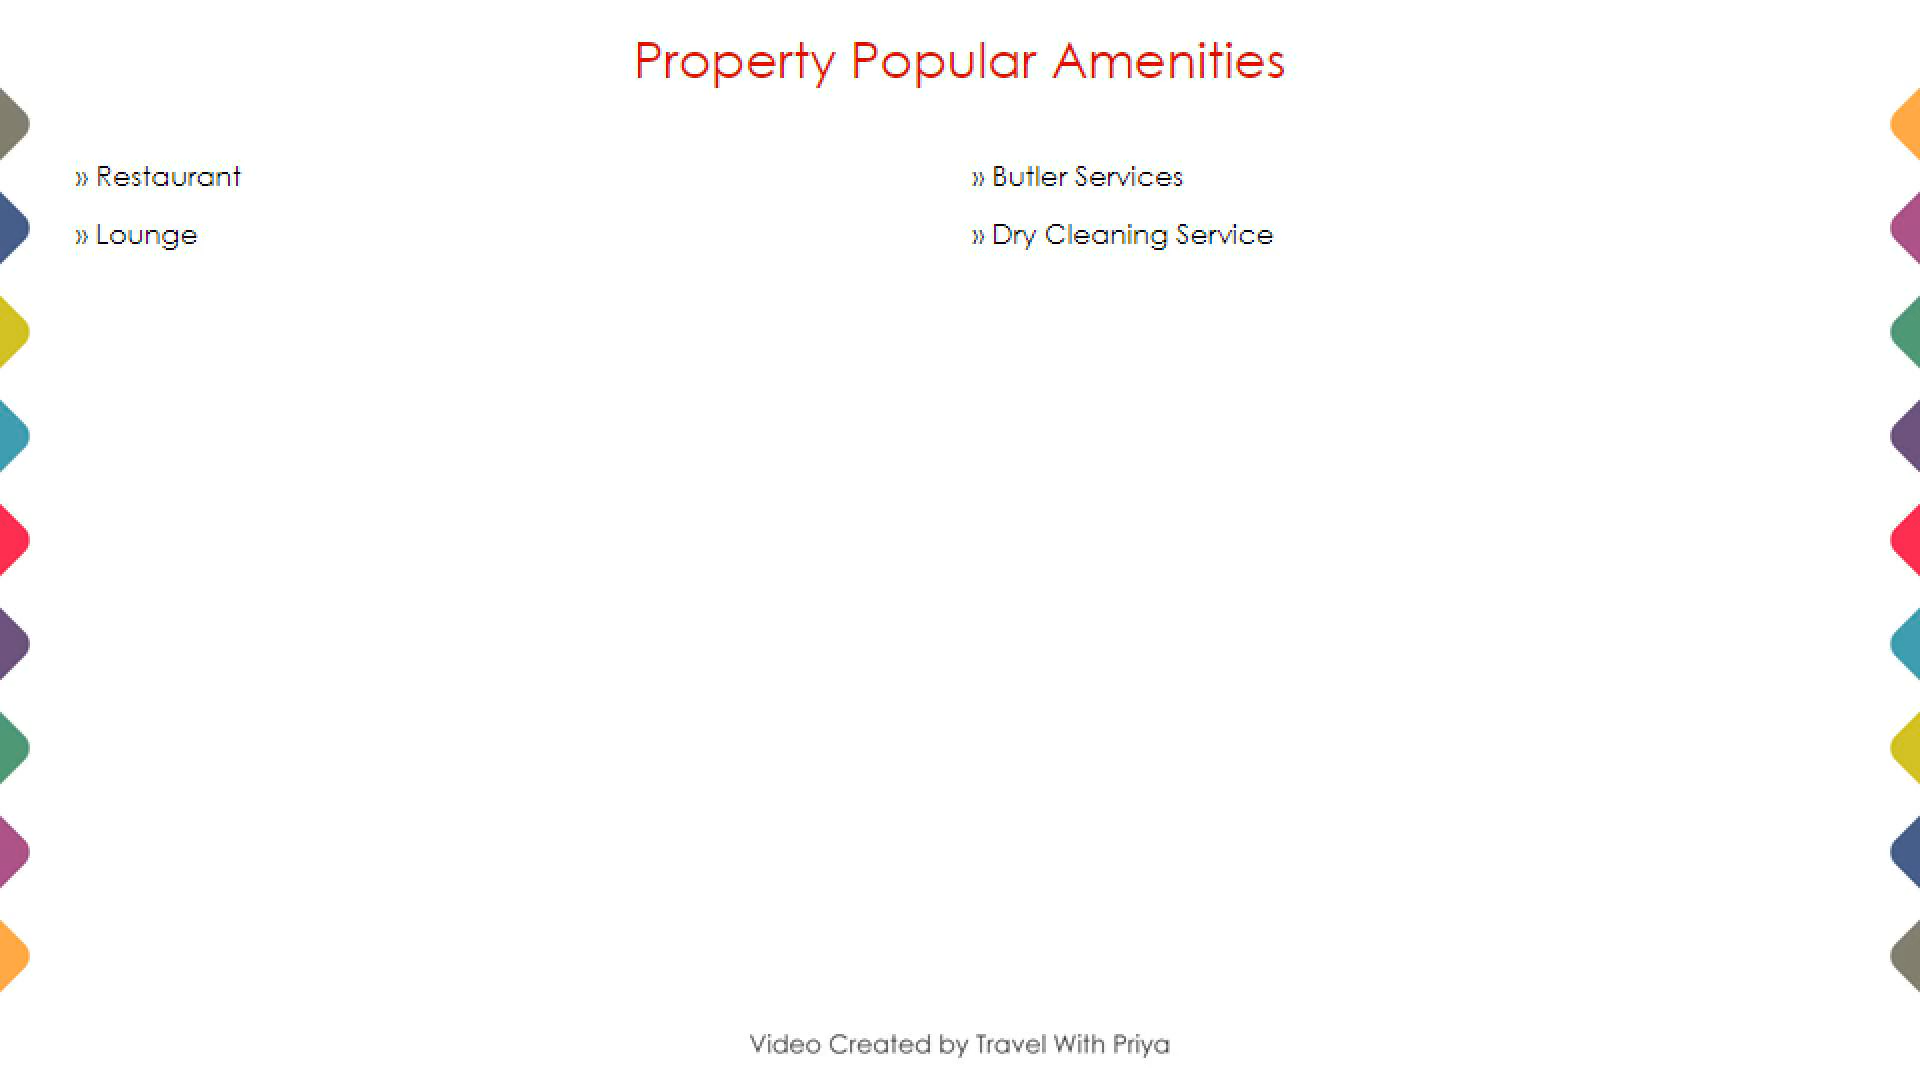 Property Popular Amenities
» Restaurant
» Butler Services
» Lounge
» Dry Cleaning Service
Video Created by Travel With Priya